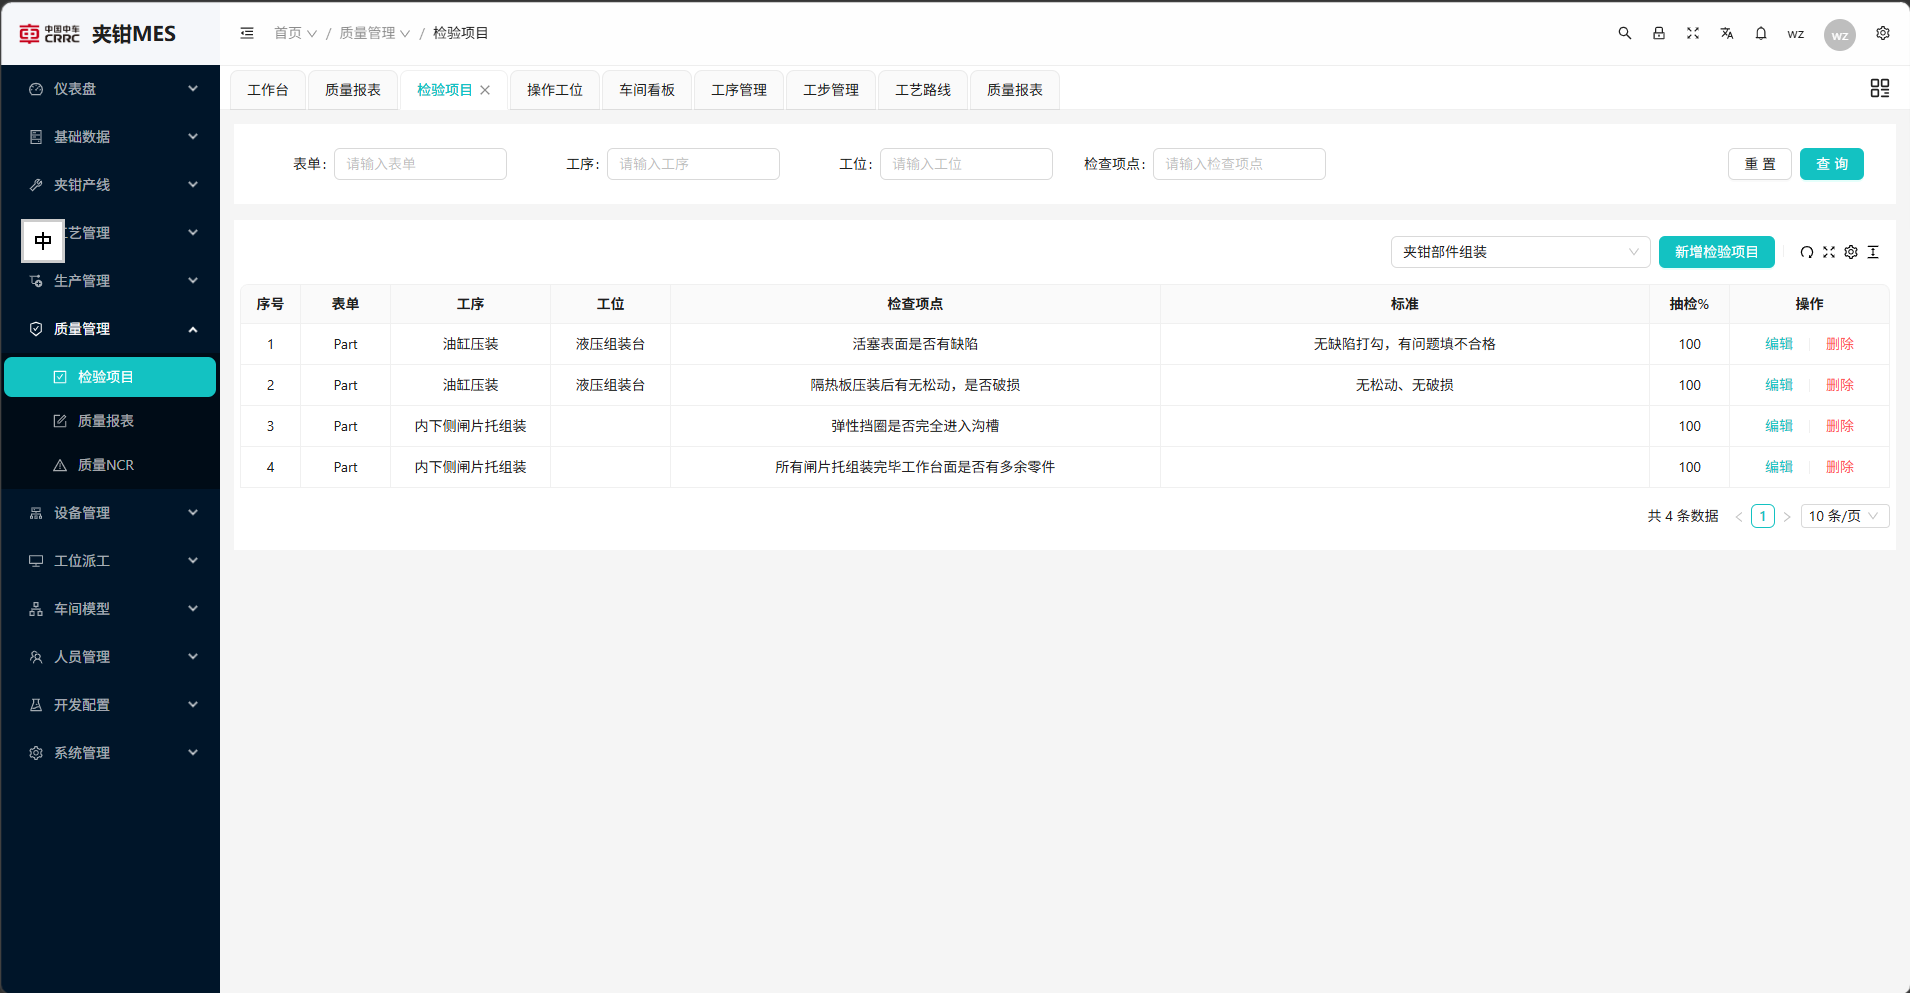 中国中车 CRRC 夹钳MES
首页 / 质量管理 / 检验项目
wz
wz
仪表盘
基础数据
夹钳产线
中
艺管理
生产管理
质量管理
检验项目
质量报表
质量NCR
设备管理
工位派工
车间模型
人员管理
开发配置
系统管理
工作台 质量报表 检验项目 操作工位 车间看板 工序管理 工步管理 工艺路线 质量报表
表单: 请输入表单 工序: 请输入工序 工位: 请输入工位 检查项点: 请输入检查项点 重 置 查 询
夹钳部件组装 新增检验项目
序号 表单 工序 工位 检查项点 标准 抽检% 操作
1 Part 油缸压装 液压组装台 活塞表面是否有缺陷 无缺陷打勾，有问题填不合格 100 编辑 删除
2 Part 油缸压装 液压组装台 隔热板压装后有无松动，是否破损 无松动、无破损 100 编辑 删除
3 Part 内下侧闸片托组装 弹性挡圈是否完全进入沟槽 100 编辑 删除
4 Part 内下侧闸片托组装 所有闸片托组装完毕工作台面是否有多余零件 100 编辑 删除
共 4 条数据 < 1 > 10 条/页